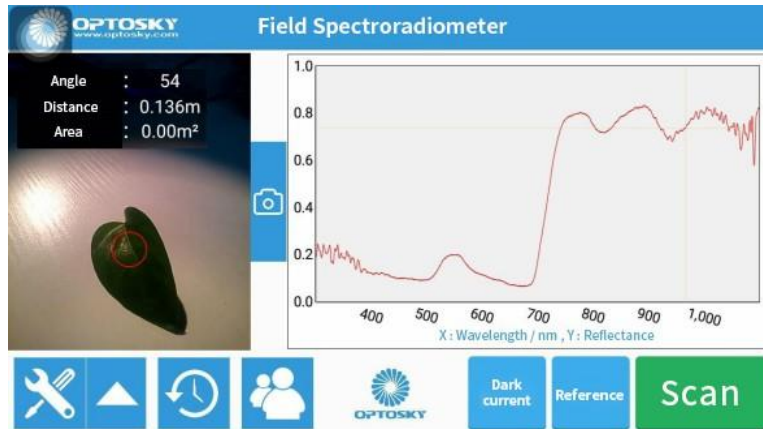 OPTOSKY
www.optosky.com
Field Spectroradiometer
Angle : 54
Distance : 0.136m
Area : 0.00m²
1.0
0.8
0.6
0.4
0.2
0.0
400 500 600 700 800 900 1,000
X : Wavelength / nm , Y : Reflectance
OPTOSKY
Dark
current
Reference
Scan